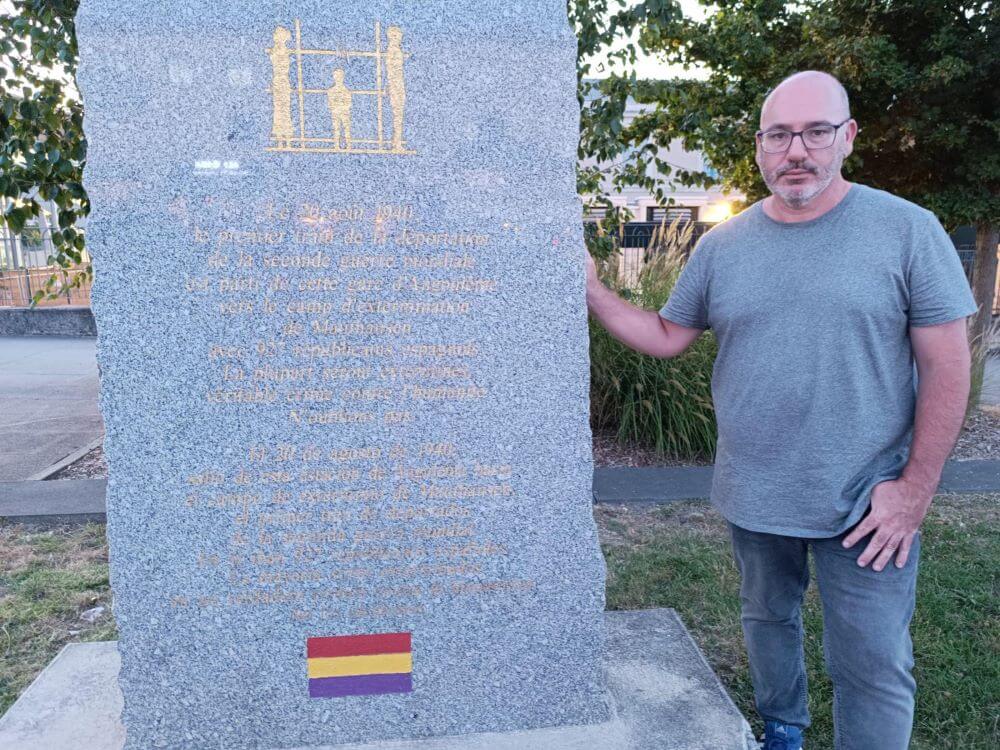 Le 20 août 1940,
le premier train de la déportation
de la seconde guerre mondiale
est parti de cette gare d'Angoulême
vers le camp d'extermination
de Mauthausen
avec 927 républicains espagnols.
La plupart seront exterminés,
véritable crime contre l'humanité
N'oublions pas.
El 20 de agosto de 1940,
salía de esta estación de Angulema hacia
el campo de exterminio de Mauthausen,
el primer tren de deportados
de la segunda guerra mundial.
927 republicanos españoles.
La mayoría